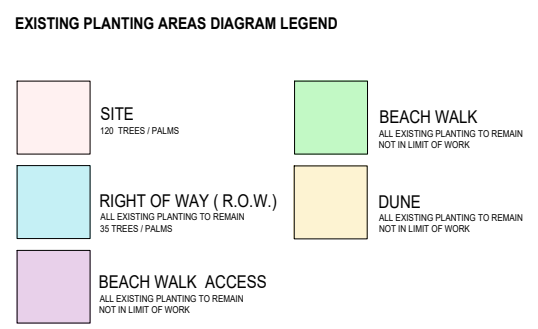 EXISTING PLANTING AREAS DIAGRAM LEGEND
SITE
120 TREES / PALMS
RIGHT OF WAY ( R.O.W.)
ALL EXISTING PLANTING TO REMAIN
35 TREES / PALMS
BEACH WALK ACCESS
ALL EXISTING PLANTING TO REMAIN
NOT IN LIMIT OF WORK
BEACH WALK
ALL EXISTING PLANTING TO REMAIN
NOT IN LIMIT OF WORK
DUNE
ALL EXISTING PLANTING TO REMAIN
NOT IN LIMIT OF WORK